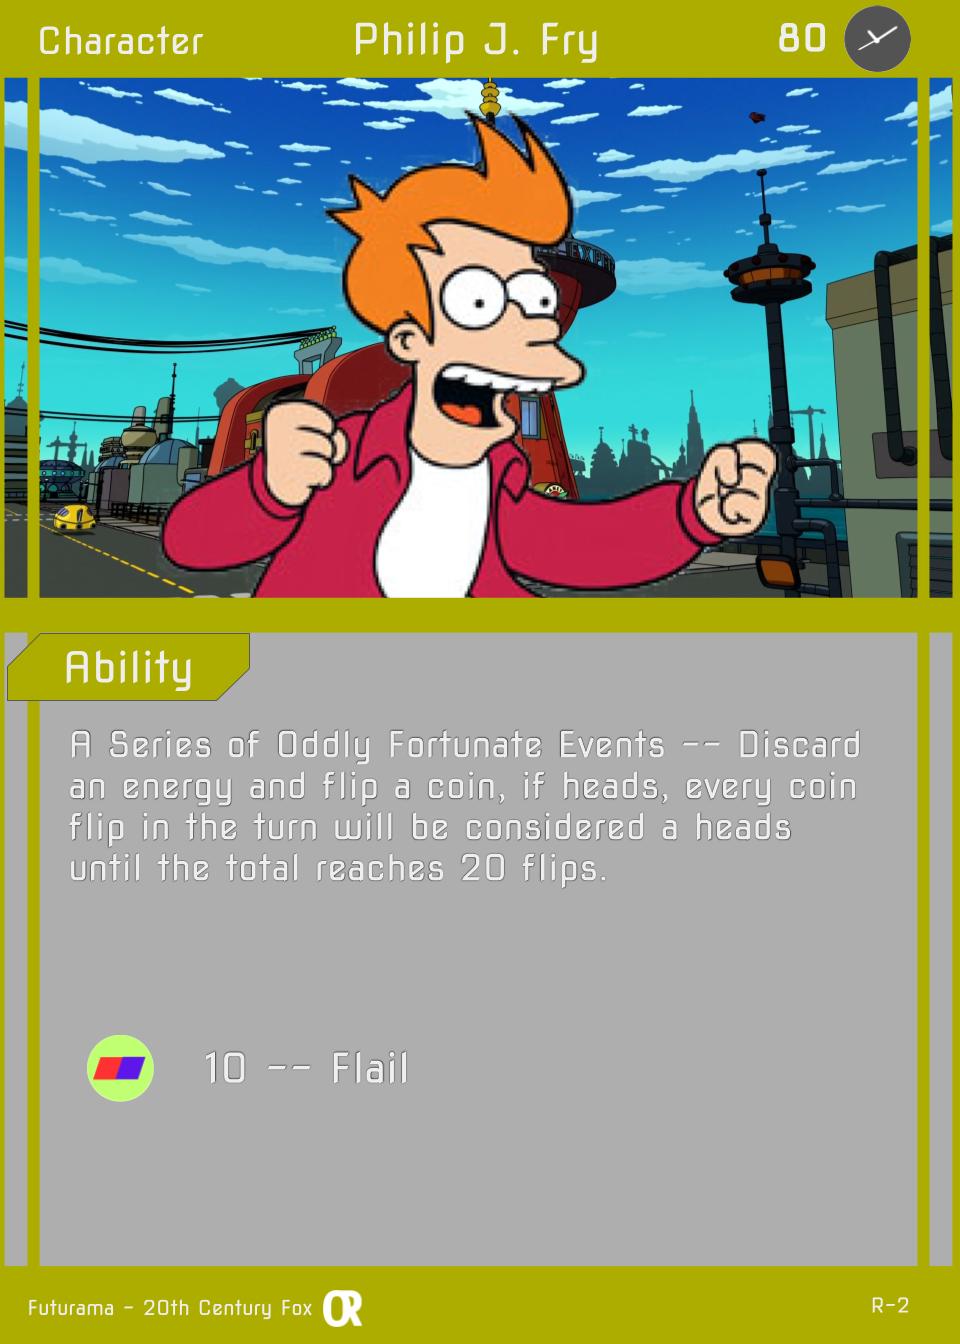 Character Philip J. Fry 80
EXPRE
Ability
A Series of Oddly Fortunate Events -- Discard
an energy and flip a coin, if heads, every coin
flip in the turn will be considered a heads
until the total reaches 20 flips.
10 -- Flail
Futurama - 20th Century Fox OR R-2